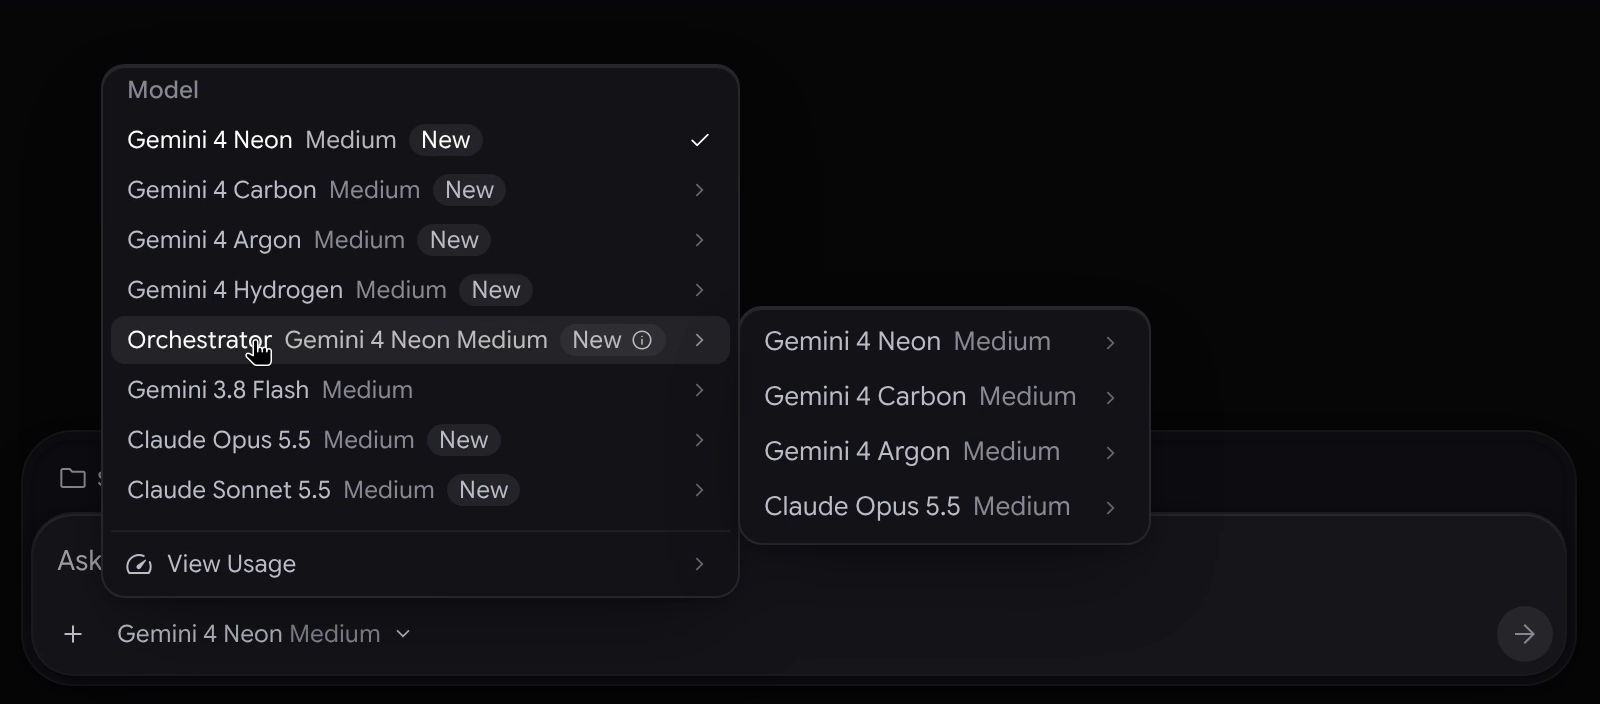 Model
Gemini 4 Neon Medium New
Gemini 4 Carbon Medium New
Gemini 4 Argon Medium New
Gemini 4 Hydrogen Medium New
Orchestrator Gemini 4 Neon Medium New
Gemini 3.8 Flash Medium
Claude Opus 5.5 Medium New
Claude Sonnet 5.5 Medium New
View Usage
Gemini 4 Neon Medium
Gemini 4 Carbon Medium
Gemini 4 Argon Medium
Claude Opus 5.5 Medium
Ask
Gemini 4 Neon Medium